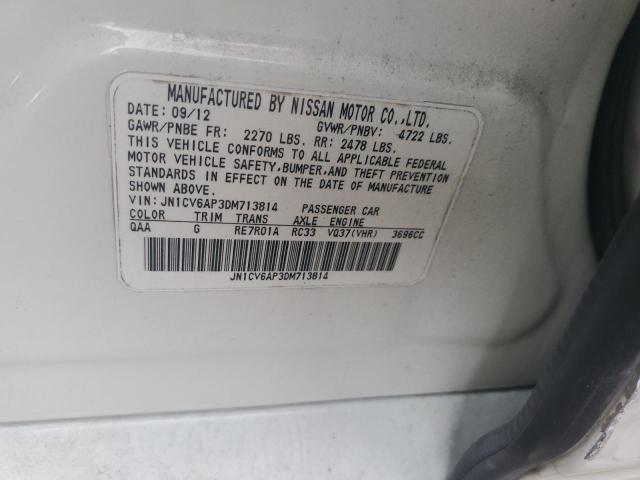 MANUFACTURED BY NISSAN MOTOR CO.,LTD.
DATE: 09/12 GVWR/PNBV: 4722 LBS.
GAWR/PNBE FR: 2270 LBS. RR: 2478 LBS.
THIS VEHICLE CONFORMS TO ALL APPLICABLE FEDERAL
MOTOR VEHICLE SAFETY, BUMPER, AND THEFT PREVENTION
STANDARDS IN EFFECT ON THE DATE OF MANUFACTURE
SHOWN ABOVE.
VIN: JN1CV6AP3DM713814 PASSENGER CAR
COLOR TRIM TRANS AXLE ENGINE
QAA G RE7R01A RC33 VQ37(VHR) 3696CC
JN1CV6AP3DM713814